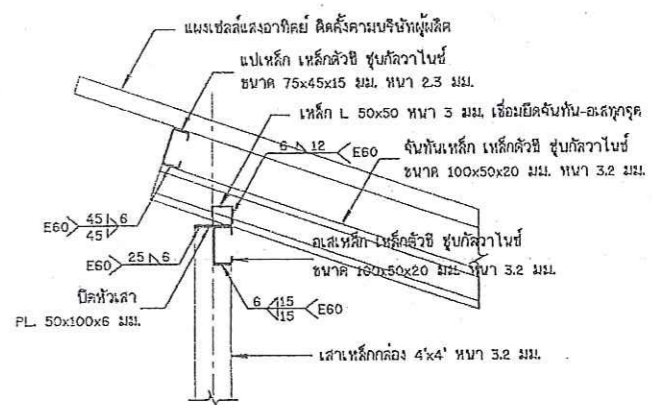 แผงเซลล์แสงอาทิตย์ ติดตั้งตามบริษัทผู้ผลิต
แปเหล็ก เหล็กตัวซี ชุบกัลวาไนซ์
ขนาด 75x45x15 มม. หนา 2.3 มม.
เหล็ก L 50x50 หนา 3 มม. เชื่อมยึดจันทัน-อเสทุกจุด
6 12 E60
จันทันเหล็ก เหล็กตัวซี ชุบกัลวาไนซ์
ขนาด 100x50x20 มม. หนา 3.2 มม.
E60 45 6
45
E60 25 6
อเสเหล็ก เหล็กตัวซี ชุบกัลวาไนซ์
ขนาด 100x50x20 มม. หนา 3.2 มม.
ปิดหัวเสา
PL. 50x100x6 มม.
6 15 E60
15
เสาเหล็กกล่อง 4'x4' หนา 3.2 มม.